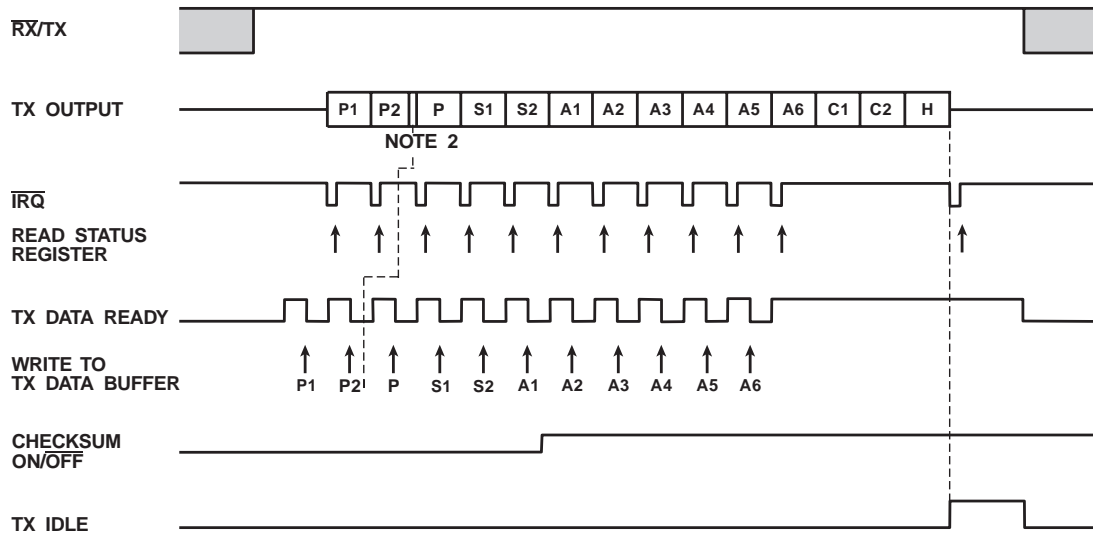 RX/TX
TX OUTPUT P1 P2 P S1 S2 A1 A2 A3 A4 A5 A6 C1 C2 H
NOTE 2
IRQ
READ STATUS
REGISTER
TX DATA READY
WRITE TO
TX DATA BUFFER P1 P2 P S1 S2 A1 A2 A3 A4 A5 A6
CHECKSUM
ON/OFF
TX IDLE